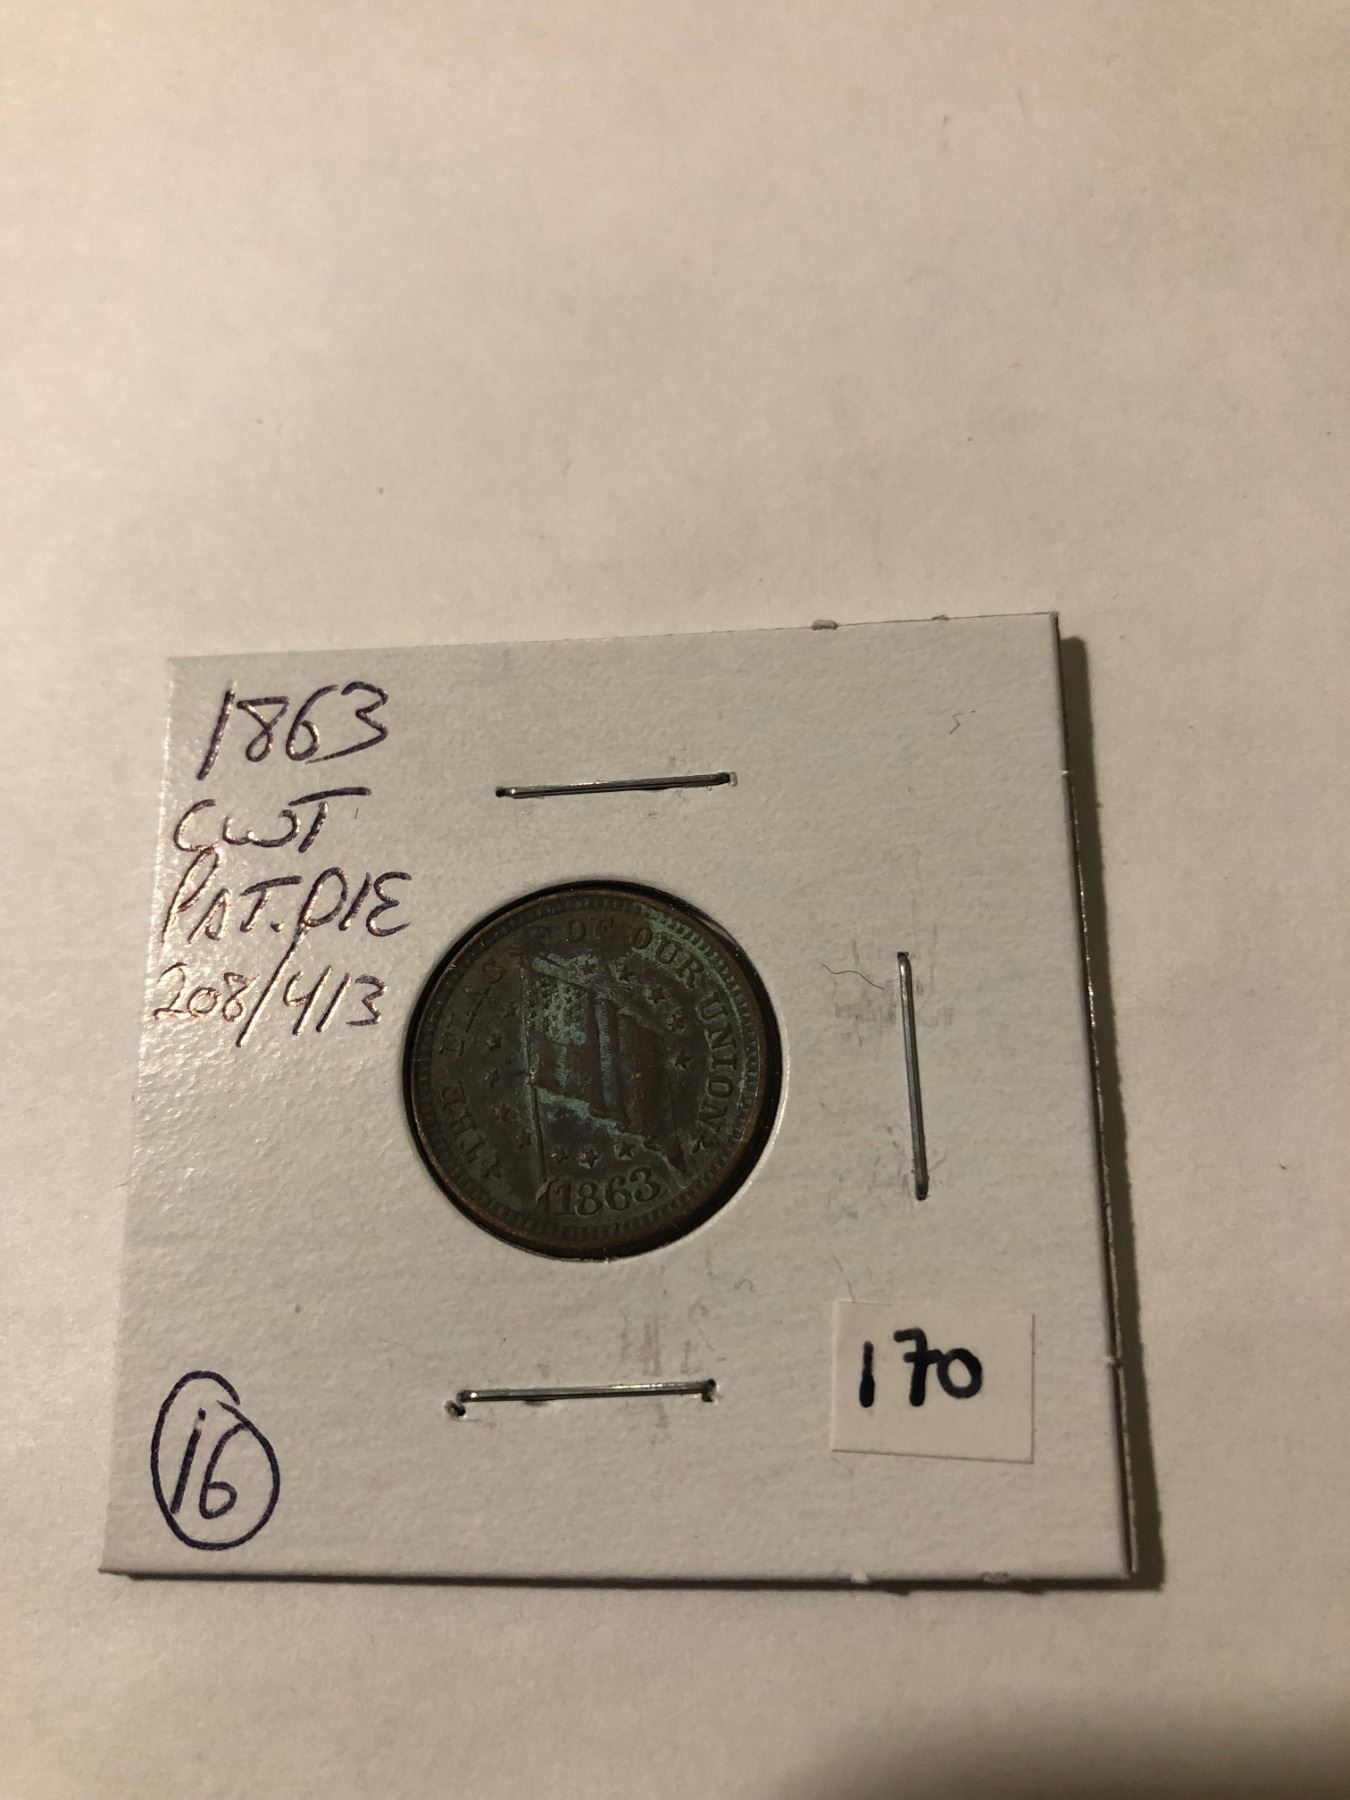 1863
CWT
PAT. DIE
208/413
THE FLAG OF OUR UNION
1863
16
170